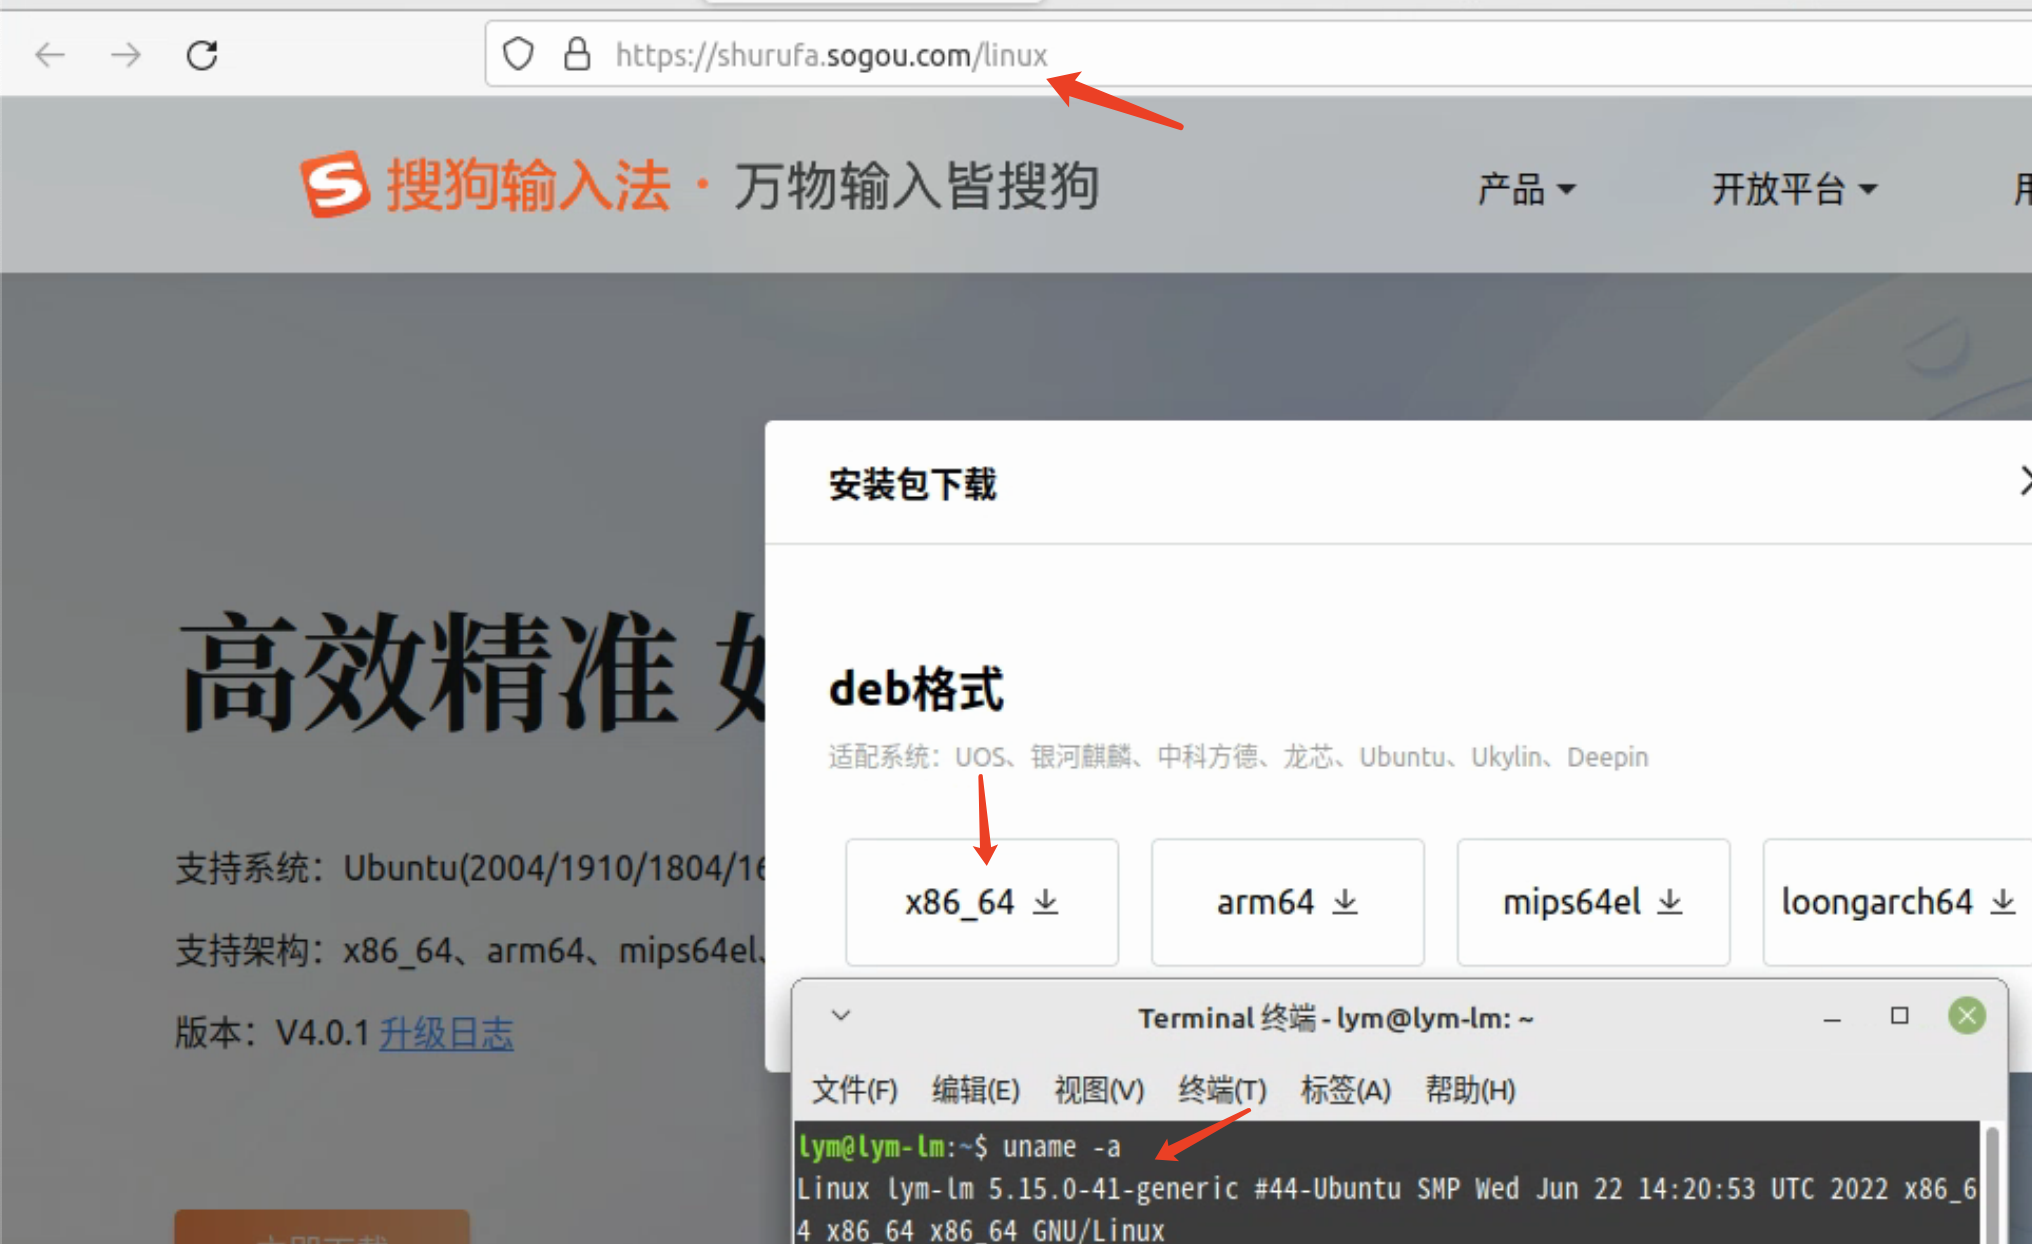 https://shurufa.sogou.com/linux
搜狗输入法 · 万物输入皆搜狗
产品
开放平台
安装包下载
高效精准
deb格式
适配系统：UOS、银河麒麟、中科方德、龙芯、Ubuntu、Ukylin、Deepin
支持系统：Ubuntu(2004/1910/1804/16
x86_64
arm64
mips64el
loongarch64
支持架构：x86_64、arm64、mips64el、
版本：V4.0.1 升级日志
Terminal 终端 - lym@lym-lm: ~
文件(F) 编辑(E) 视图(V) 终端(T) 标签(A) 帮助(H)
lym@lym-lm:~$ uname -a
Linux lym-lm 5.15.0-41-generic #44-Ubuntu SMP Wed Jun 22 14:20:53 UTC 2022 x86_6
4 x86_64 x86_64 GNU/Linux